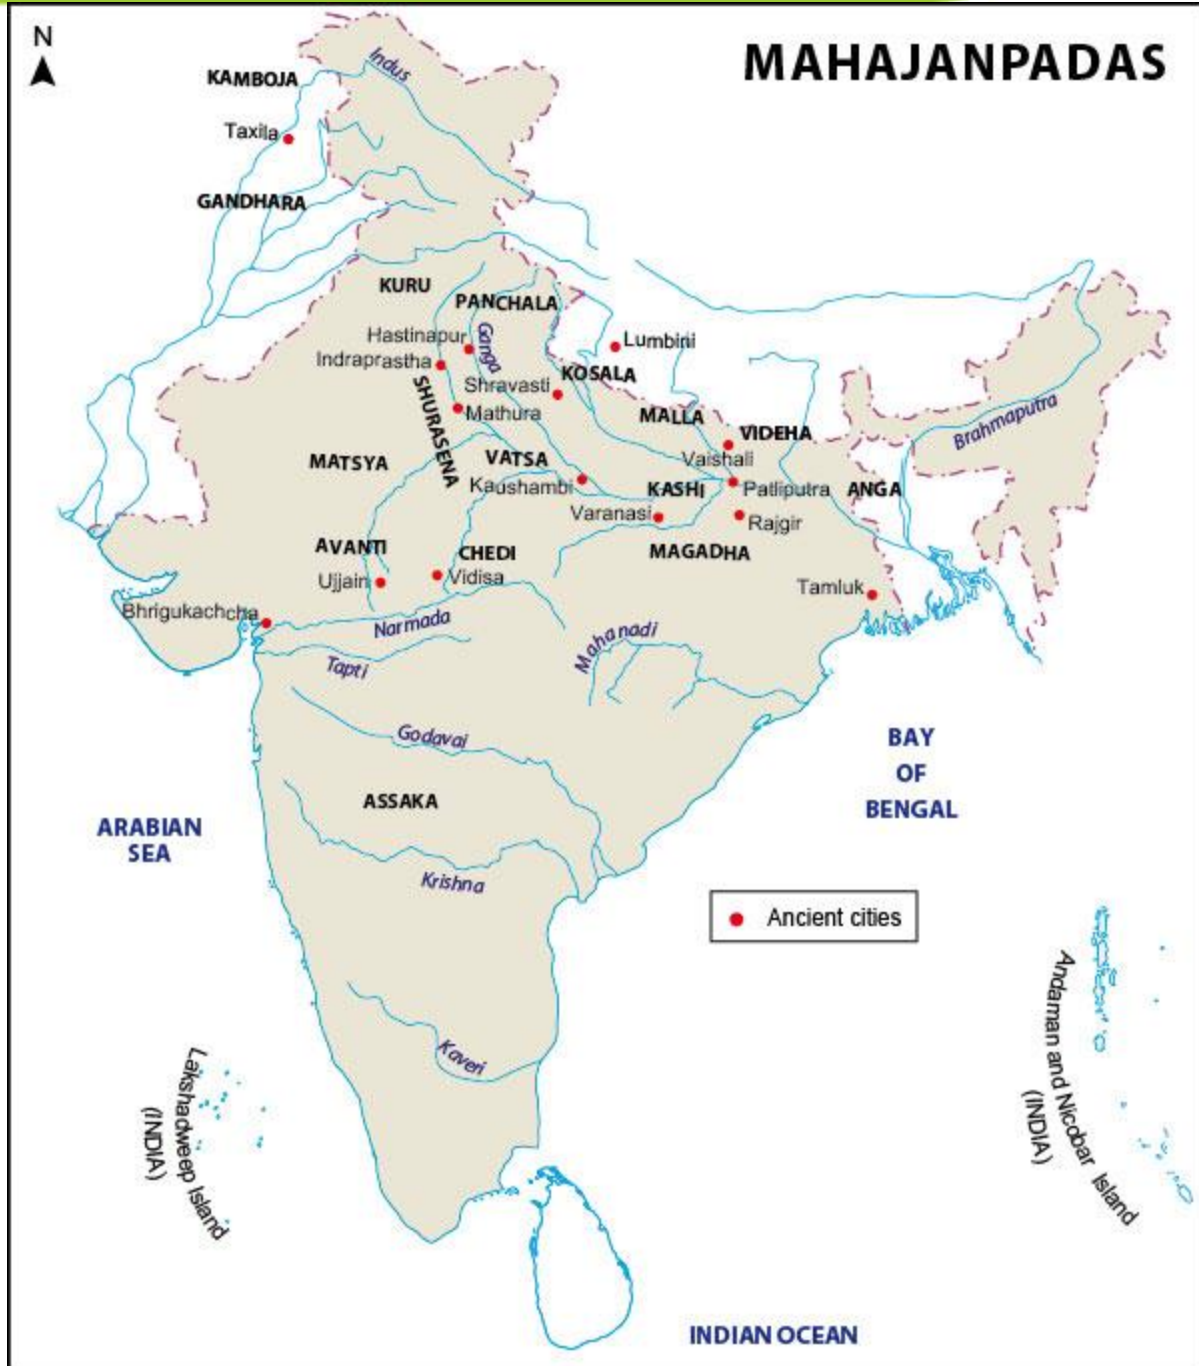 MAHAJANPADAS
N
KAMBOJA
Indus
Taxila
GANDHARA
KURU
PANCHALA
Hastinapur
Ganga
Lumbini
Indraprastha
KOSALA
Shravasti
SHURASENA
Mathura
MALLA
VIDEHA
Brahmaputra
MATSYA
VATSA
Vaishali
Kaushambi
KASHI
Patliputra
ANGA
Varanasi
Rajgir
AVANTI
CHEDI
MAGADHA
Ujjain
Vidisa
Tamluk
Bhrigukachcha
Narmada
Mahanadi
Tapti
Godavai
BAY
OF
BENGAL
ASSAKA
ARABIAN
SEA
Krishna
Ancient cities
Andaman and Nicobar Island
(INDIA)
Kaveri
Lakshadweep Island
(INDIA)
INDIAN OCEAN